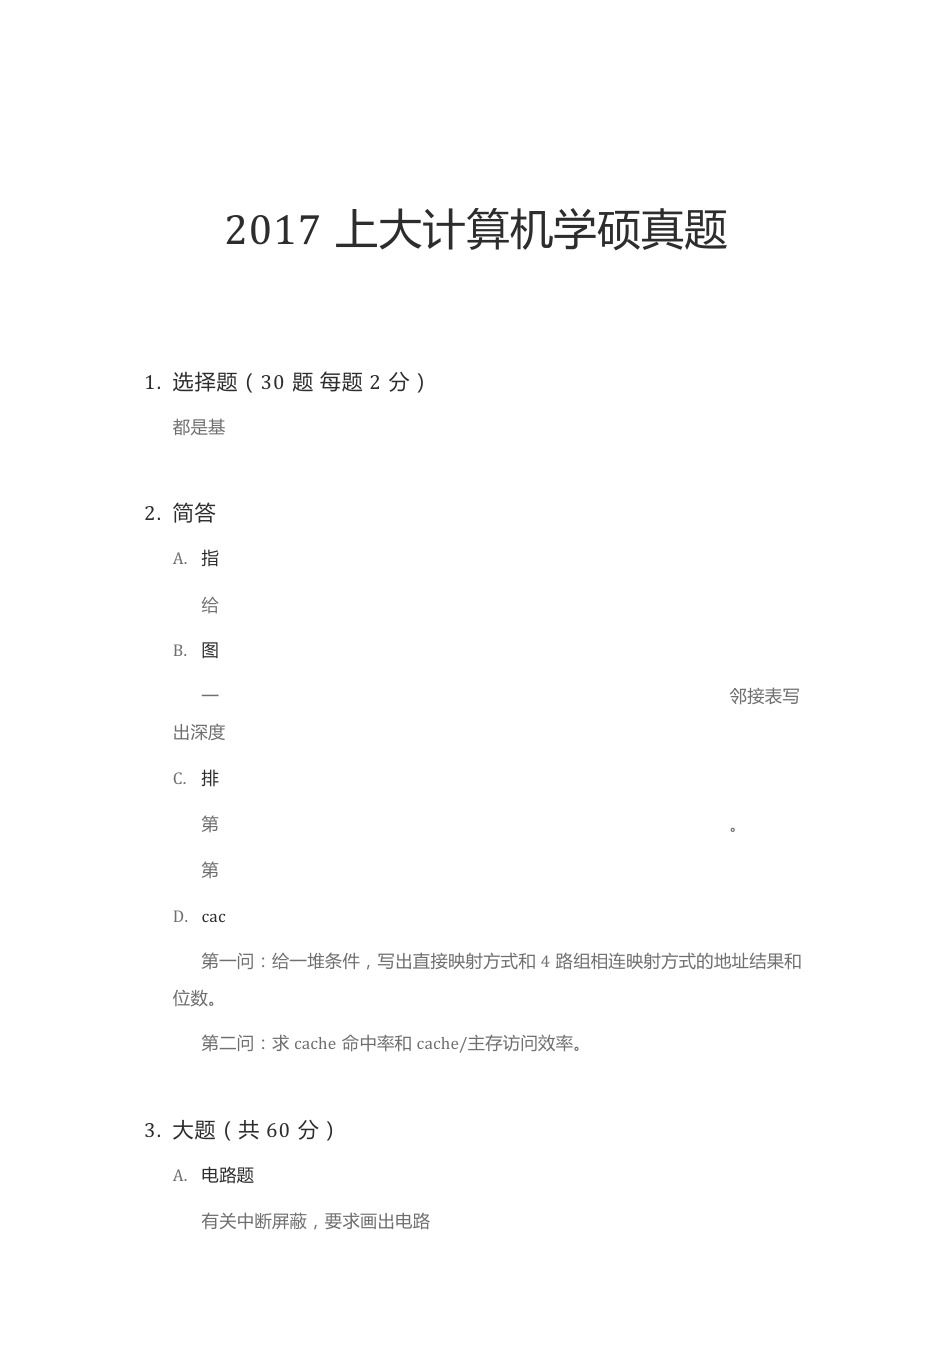 2017 上大计算机学硕真题
1. 选择题（30 题 每题 2 分）
都是基
2. 简答
A. 指
给
B. 图
一 邻接表写
出深度
C. 排
第 。
第
D. cac
第一问：给一堆条件，写出直接映射方式和 4 路组相连映射方式的地址结果和
位数。
第二问：求 cache 命中率和 cache/主存访问效率。
3. 大题（共 60 分）
A. 电路题
有关中断屏蔽，要求画出电路